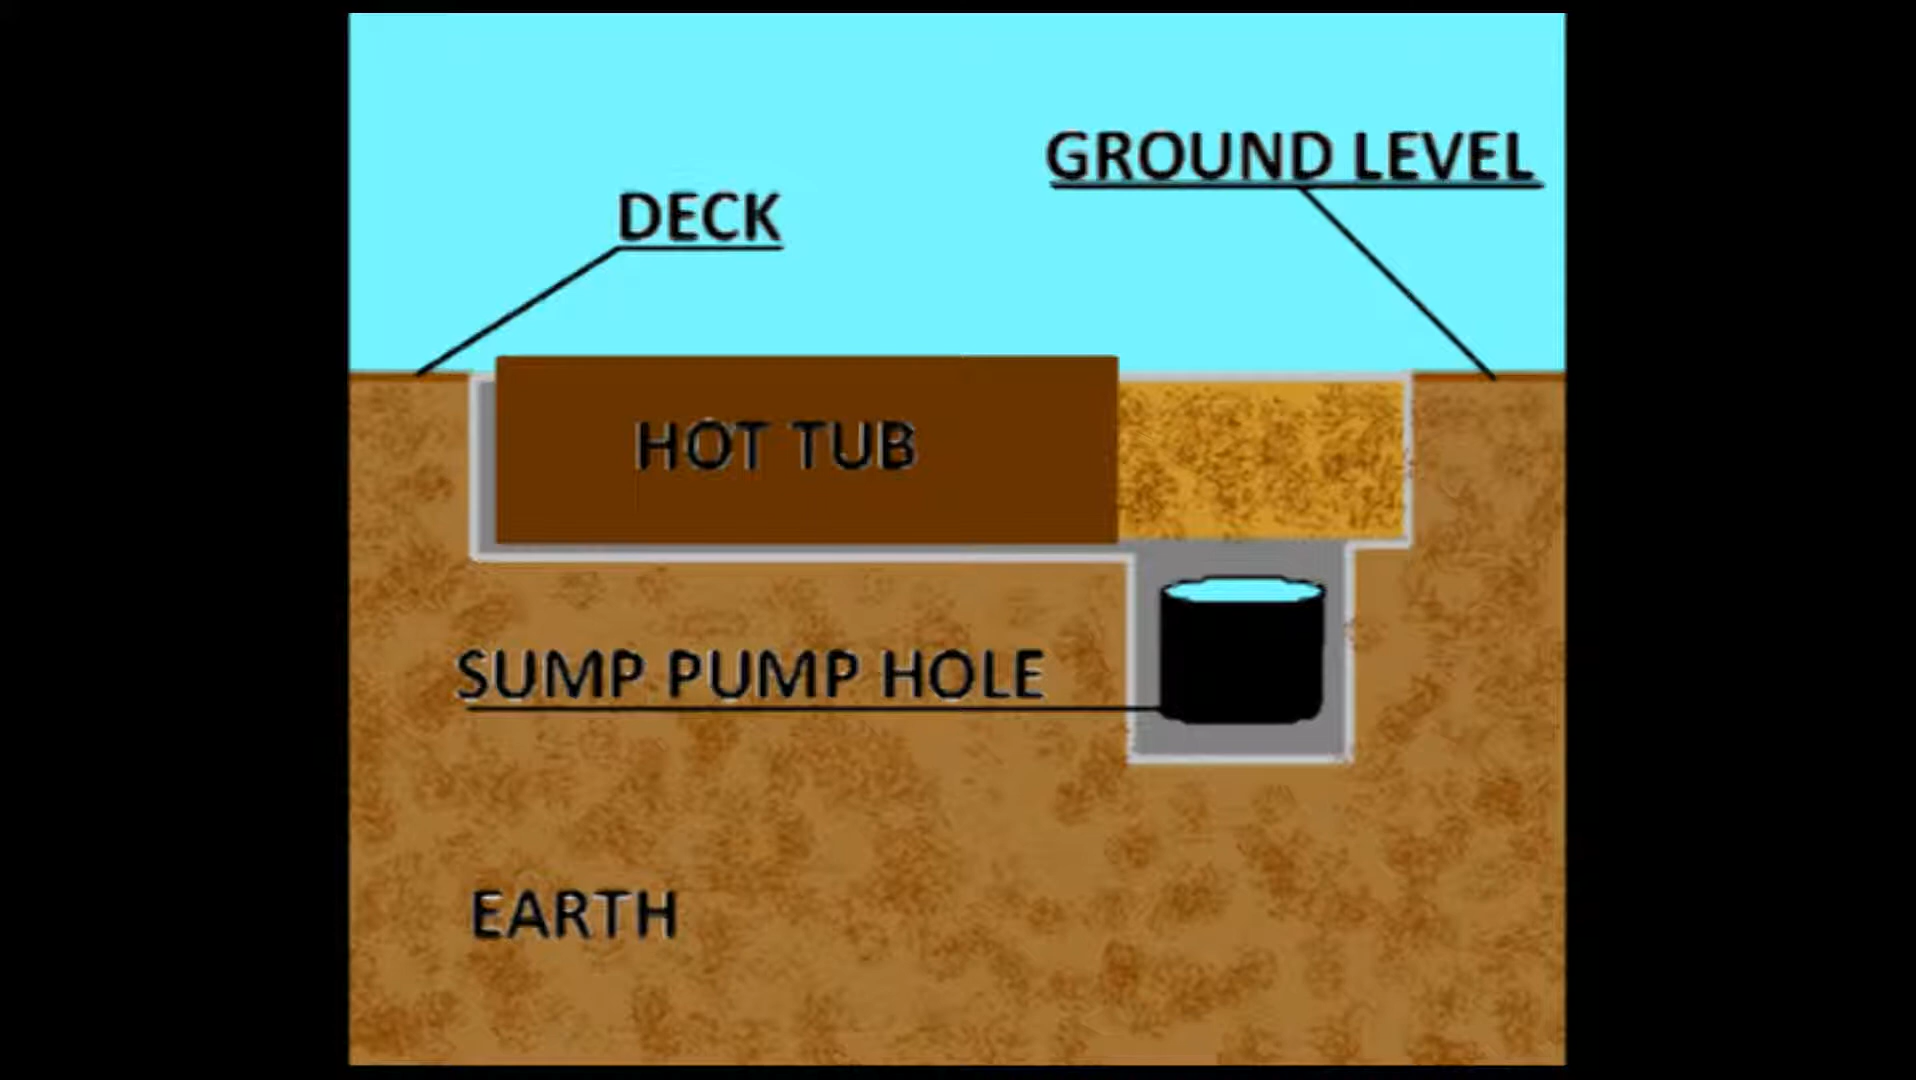 GROUND LEVEL
DECK
HOT TUB
SUMP PUMP HOLE
EARTH